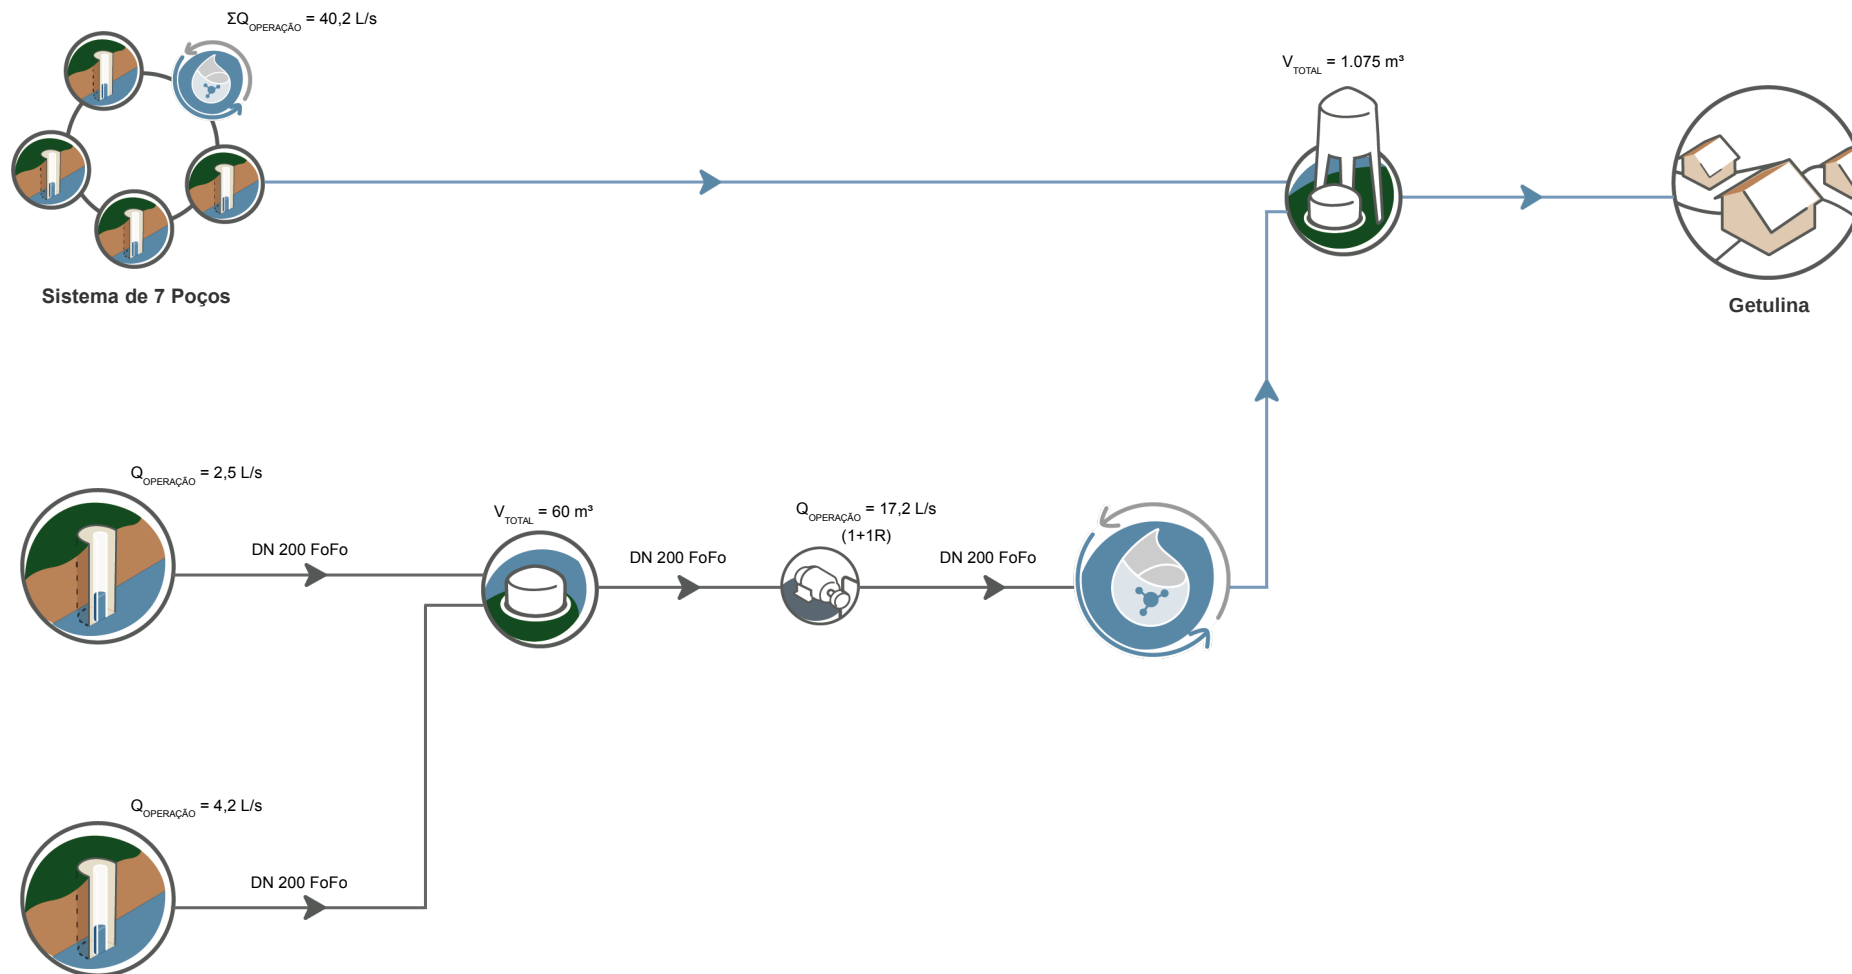 ΣQOPERAÇÃO = 40,2 L/s
VTOTAL = 1.075 m³
Sistema de 7 Poços
Getulina
QOPERAÇÃO = 2,5 L/s
DN 200 FoFo
VTOTAL = 60 m³
DN 200 FoFo
QOPERAÇÃO = 17,2 L/s
(1+1R)
DN 200 FoFo
QOPERAÇÃO = 4,2 L/s
DN 200 FoFo